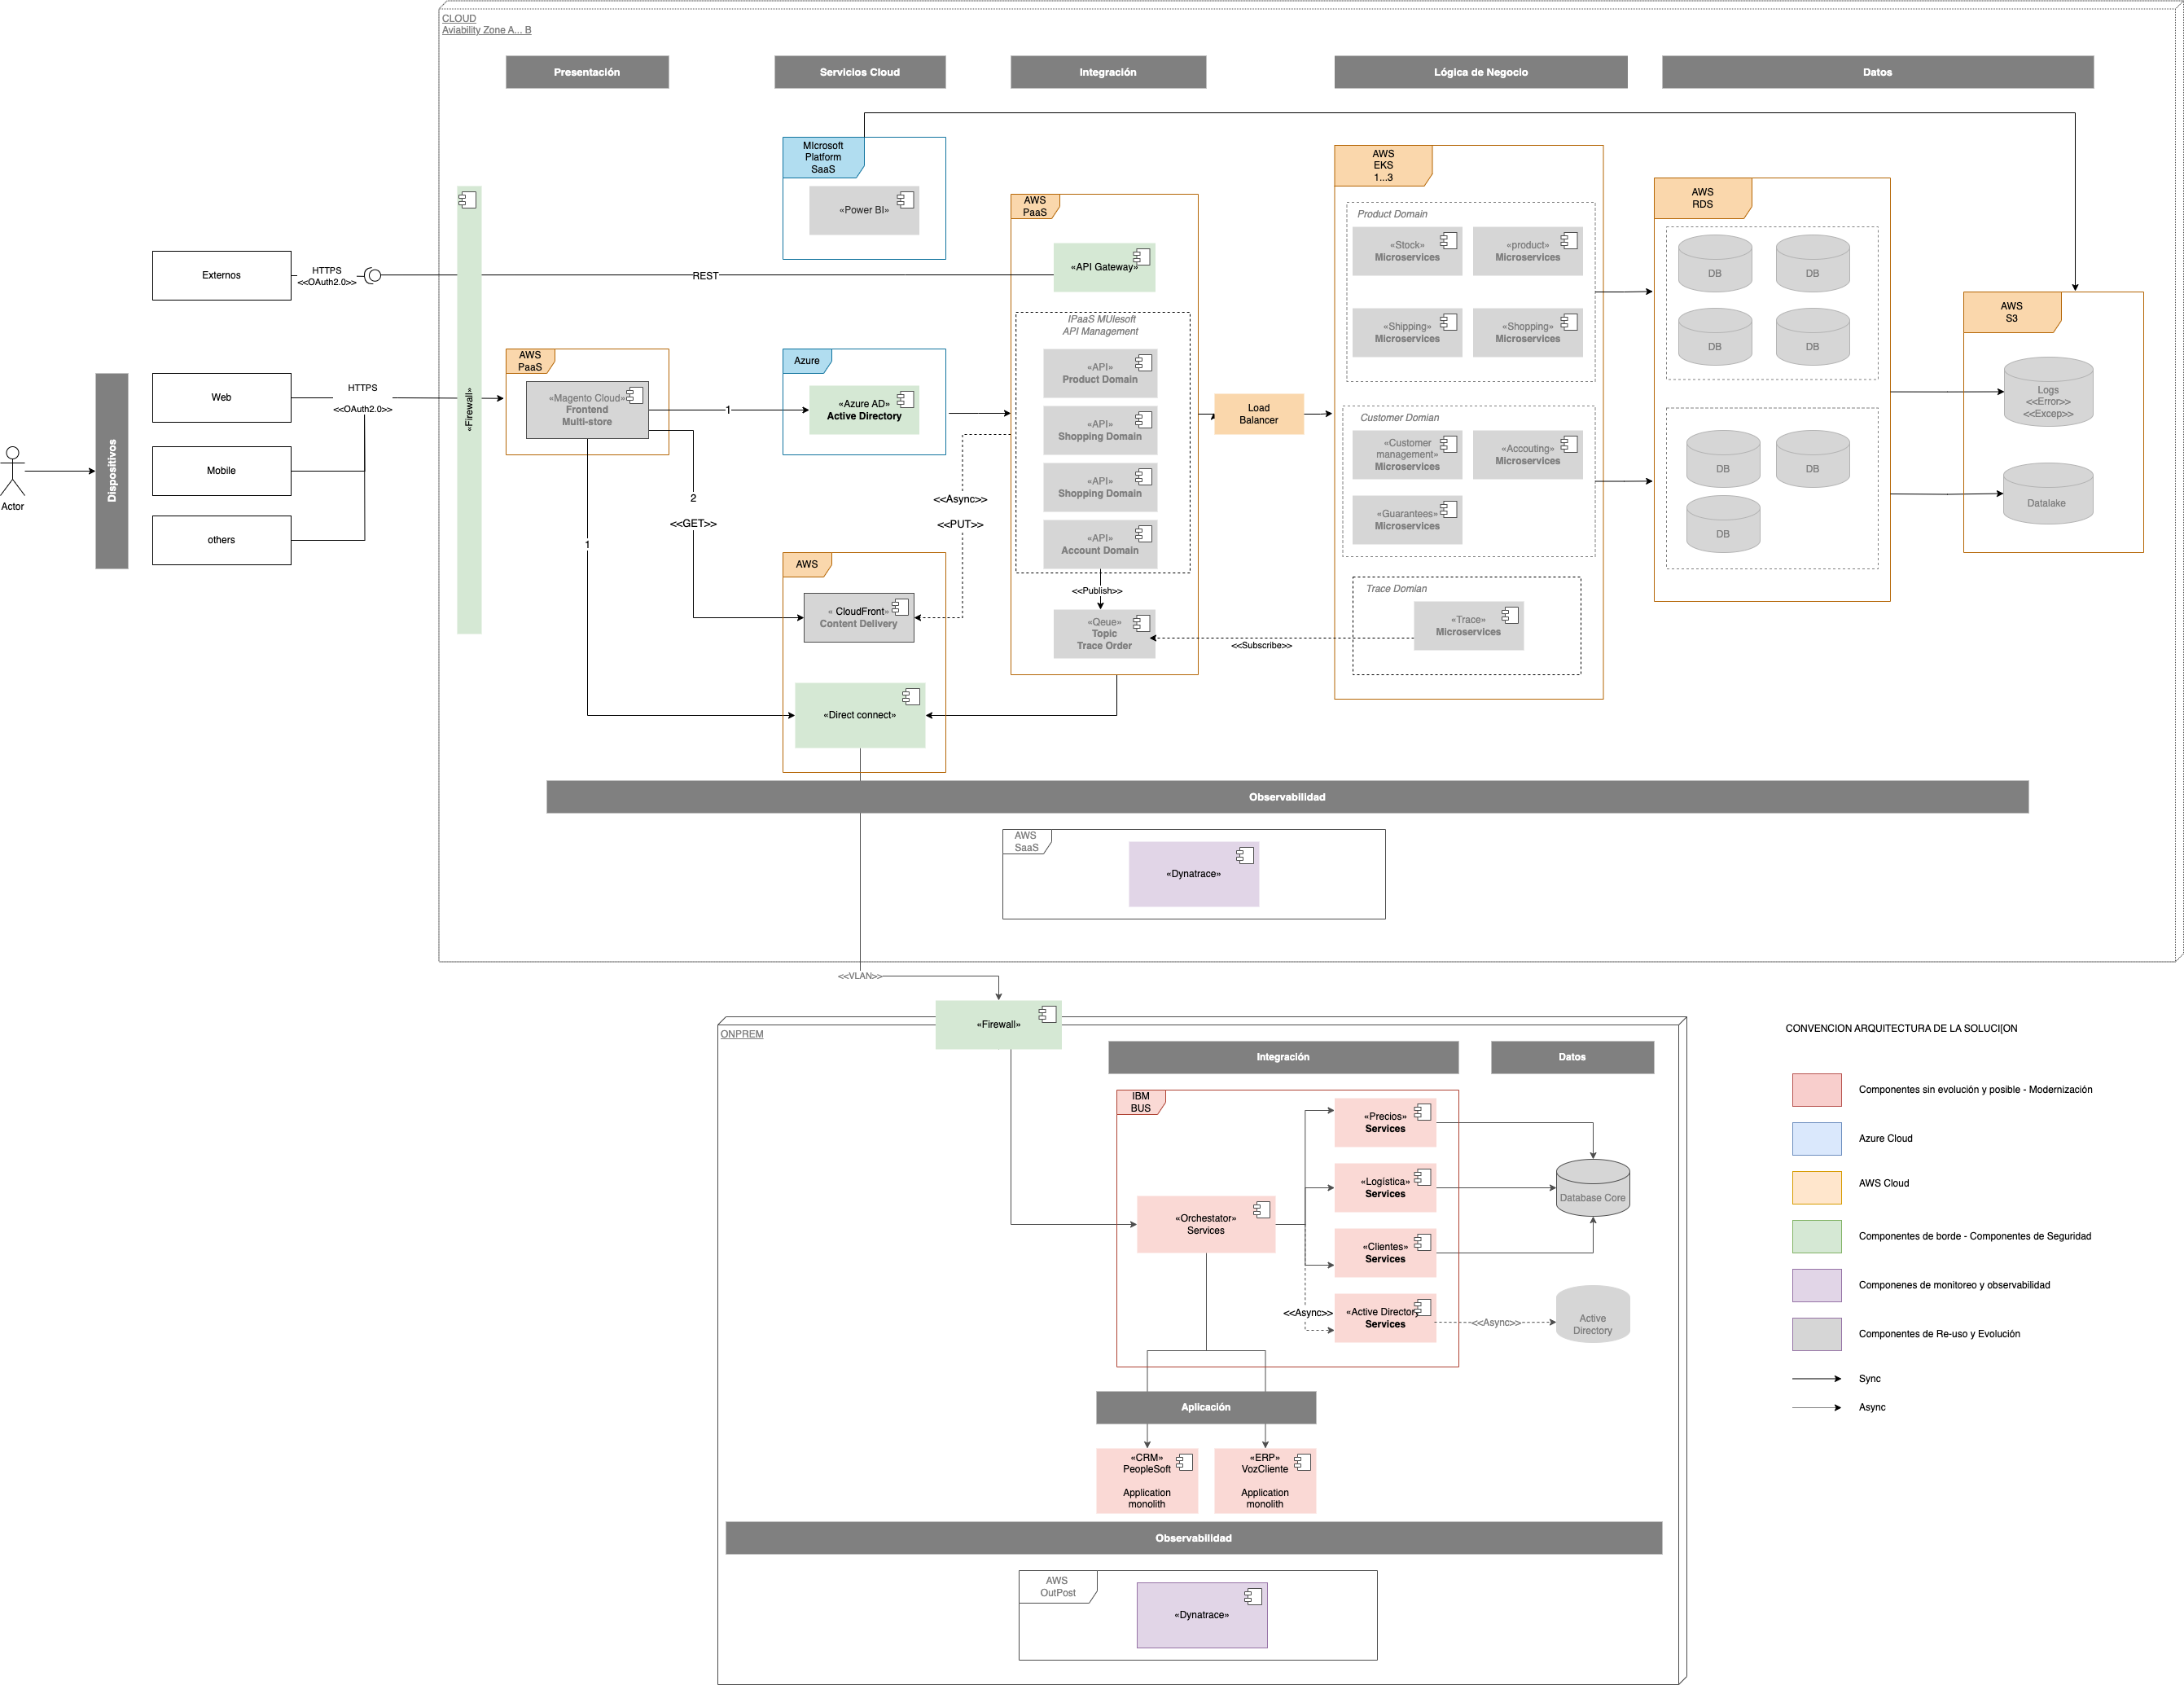 CLOUD
Aviability Zone A... B
Presentación
Servicios Cloud
Integración
Lógica de Negocio
Datos
MIcrosoft
Platform
SaaS
«Power BI»
AWS
PaaS
«API Gateway»
REST
Externos
HTTPS
<<OAuth2.0>>
Dispositivos
Actor
Web
Mobile
others
HTTPS
<<OAuth2.0>>
«Firewall»
AWS
PaaS
«Magento Cloud»
Frontend
Multi-store
1
2
<<GET>>
1
Azure
«Azure AD»
Active Directory
<<Async>>
<<PUT>>
AWS
« CloudFront»
Content Delivery
«Direct connect»
IPaaS MUlesoft
API Management
«API»
Product Domain
«API»
Shopping Domain
«API»
Shopping Domain
«API»
Account Domain
<<Publish>>
«Qeue»
Topic
Trace Order
<<Subscribe>>
Load
Balancer
AWS
EKS
1...3
Product Domain
«Stock»
Microservices
«product»
Microservices
«Shipping»
Microservices
«Shopping»
Microservices
Customer Domian
«Customer
management»
Microservices
«Accouting»
Microservices
«Guarantees»
Microservices
Trace Domian
«Trace»
Microservices
AWS
RDS
DB
DB
DB
DB
DB
DB
DB
AWS
S3
Logs
<<Error>>
<<Excep>>
Datalake
Observabilidad
AWS
SaaS
«Dynatrace»
<<VLAN>>
«Firewall»
ONPREM
Integración
Datos
IBM
BUS
«Orchestator»
Services
«Precios»
Services
«Logística»
Services
«Clientes»
Services
<<Async>>
«Active Directory
Services
<<Async>>
Database Core
Active
Directory
Aplicación
«CRM»
PeopleSoft
Application
monolith
«ERP»
VozCliente
Application
monolith
Observabilidad
AWS
OutPost
«Dynatrace»
CONVENCION ARQUITECTURA DE LA SOLUCI[ON
Componentes sin evolución y posible - Modernización
Azure Cloud
AWS Cloud
Componentes de borde - Componentes de Seguridad
Componenes de monitoreo y observabilidad
Componentes de Re-uso y Evolución
Sync
Async